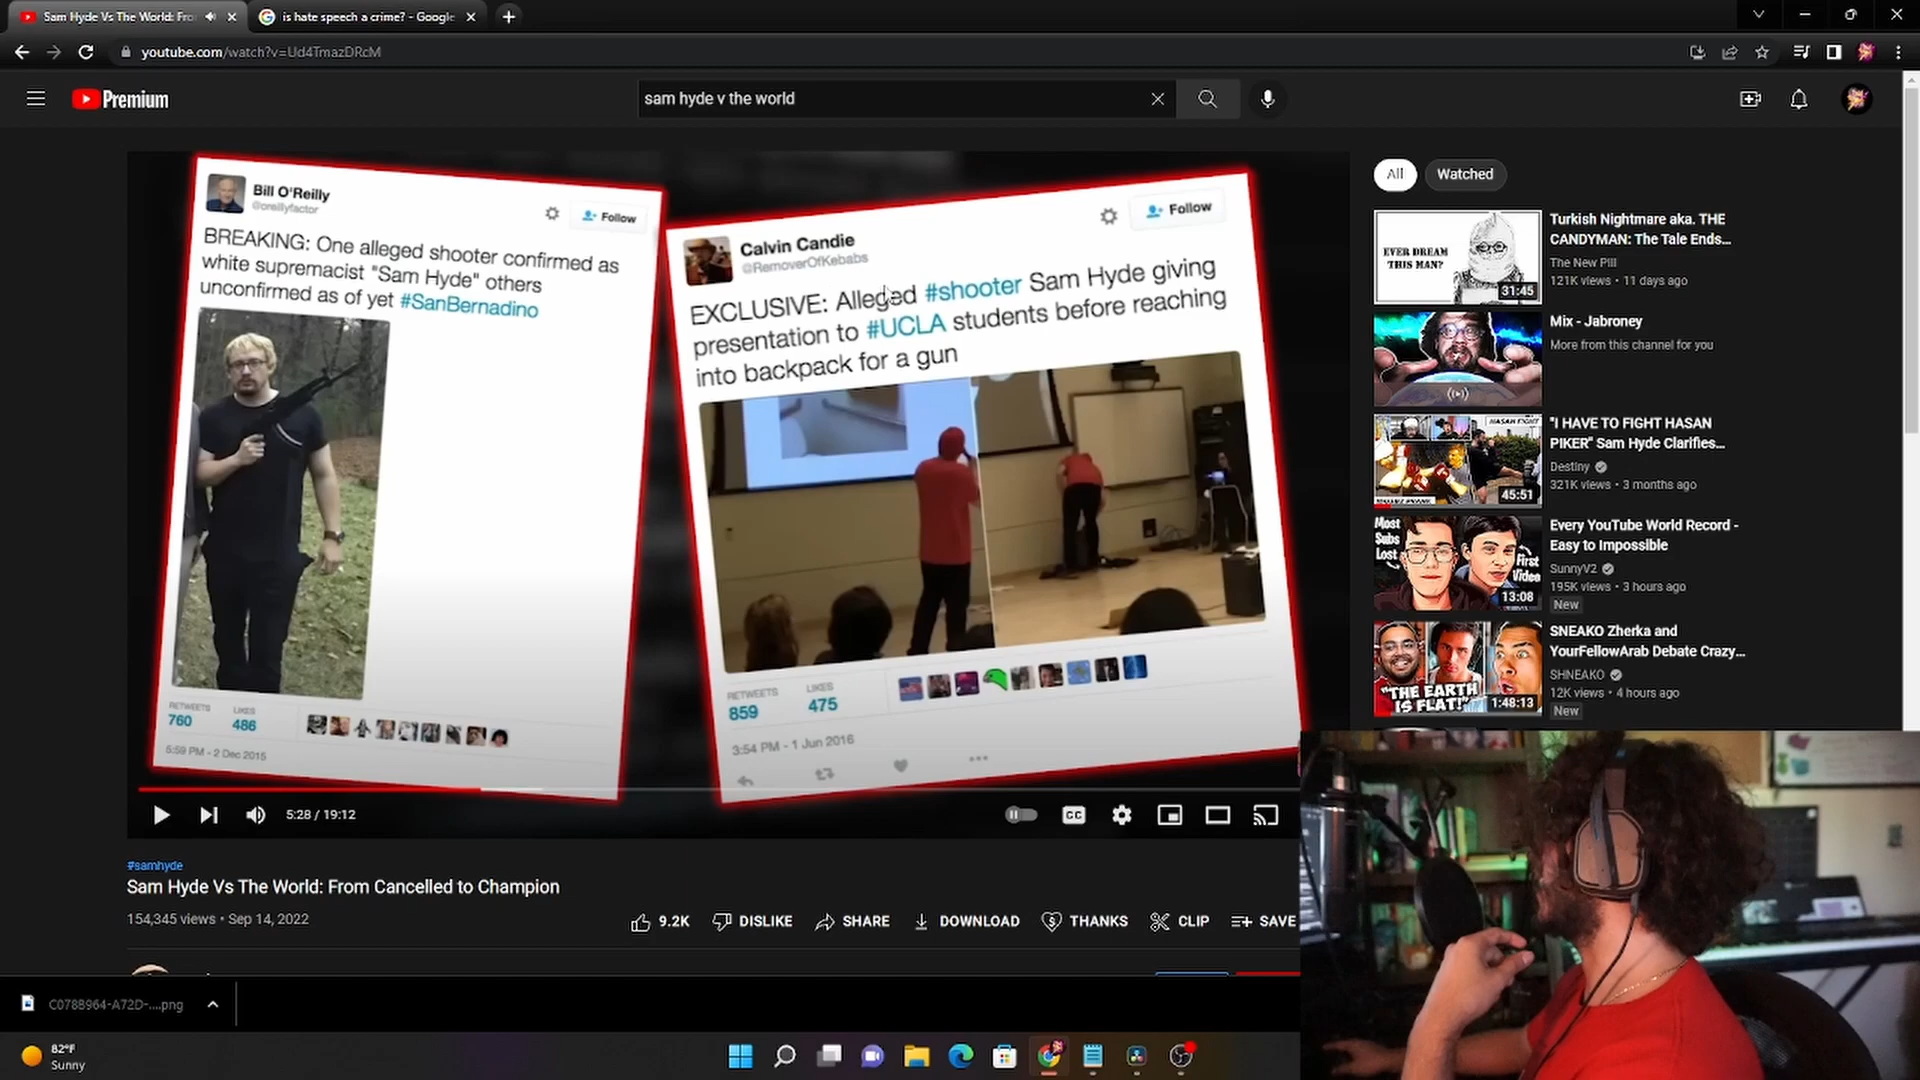 Sam Hyde Vs The World: Fro
is hate speech a crime? - Google
youtube.com/watch?v=Ud4TmazDRcM
Premium
sam hyde v the world
Bill O'Reilly
@oreillyfactor
Follow
BREAKING: One alleged shooter confirmed as
white supremacist "Sam Hyde" others
unconfirmed as of yet #SanBernadino
RETWEETS
LIKES
760
486
5:59 PM - 2 Dec 2015
Calvin Candie
@RemoverOfKebabs
Follow
EXCLUSIVE: Alleged #shooter Sam Hyde giving
presentation to #UCLA students before reaching
into backpack for a gun
RETWEETS
LIKES
859
475
3:54 PM - 1 Jun 2016
5:28 / 19:12
CC
#samhyde
Sam Hyde Vs The World: From Cancelled to Champion
154,345 views • Sep 14, 2022
9.2K
DISLIKE
SHARE
DOWNLOAD
THANKS
CLIP
SAVE
All
Watched
EVER DREAM
THIS MAN?
31:45
Turkish Nightmare aka. THE
CANDYMAN: The Tale Ends...
The New Pill
121K views • 11 days ago
Mix - Jabroney
More from this channel for you
HASAN FIGHT
45:51
"I HAVE TO FIGHT HASAN
PIKER" Sam Hyde Clarifies...
Destiny
321K views • 3 months ago
Most
Subs
Lost
First
Video
13:08
Every YouTube World Record -
Easy to Impossible
SunnyV2
195K views • 3 hours ago
New
"THE EARTH
IS FLAT!"
1:48:13
SNEAKO Zherka and
YourFellowArab Debate Crazy...
SHNEAKO
12K views • 4 hours ago
New
C0788964-A72D-....png
82°F
Sunny